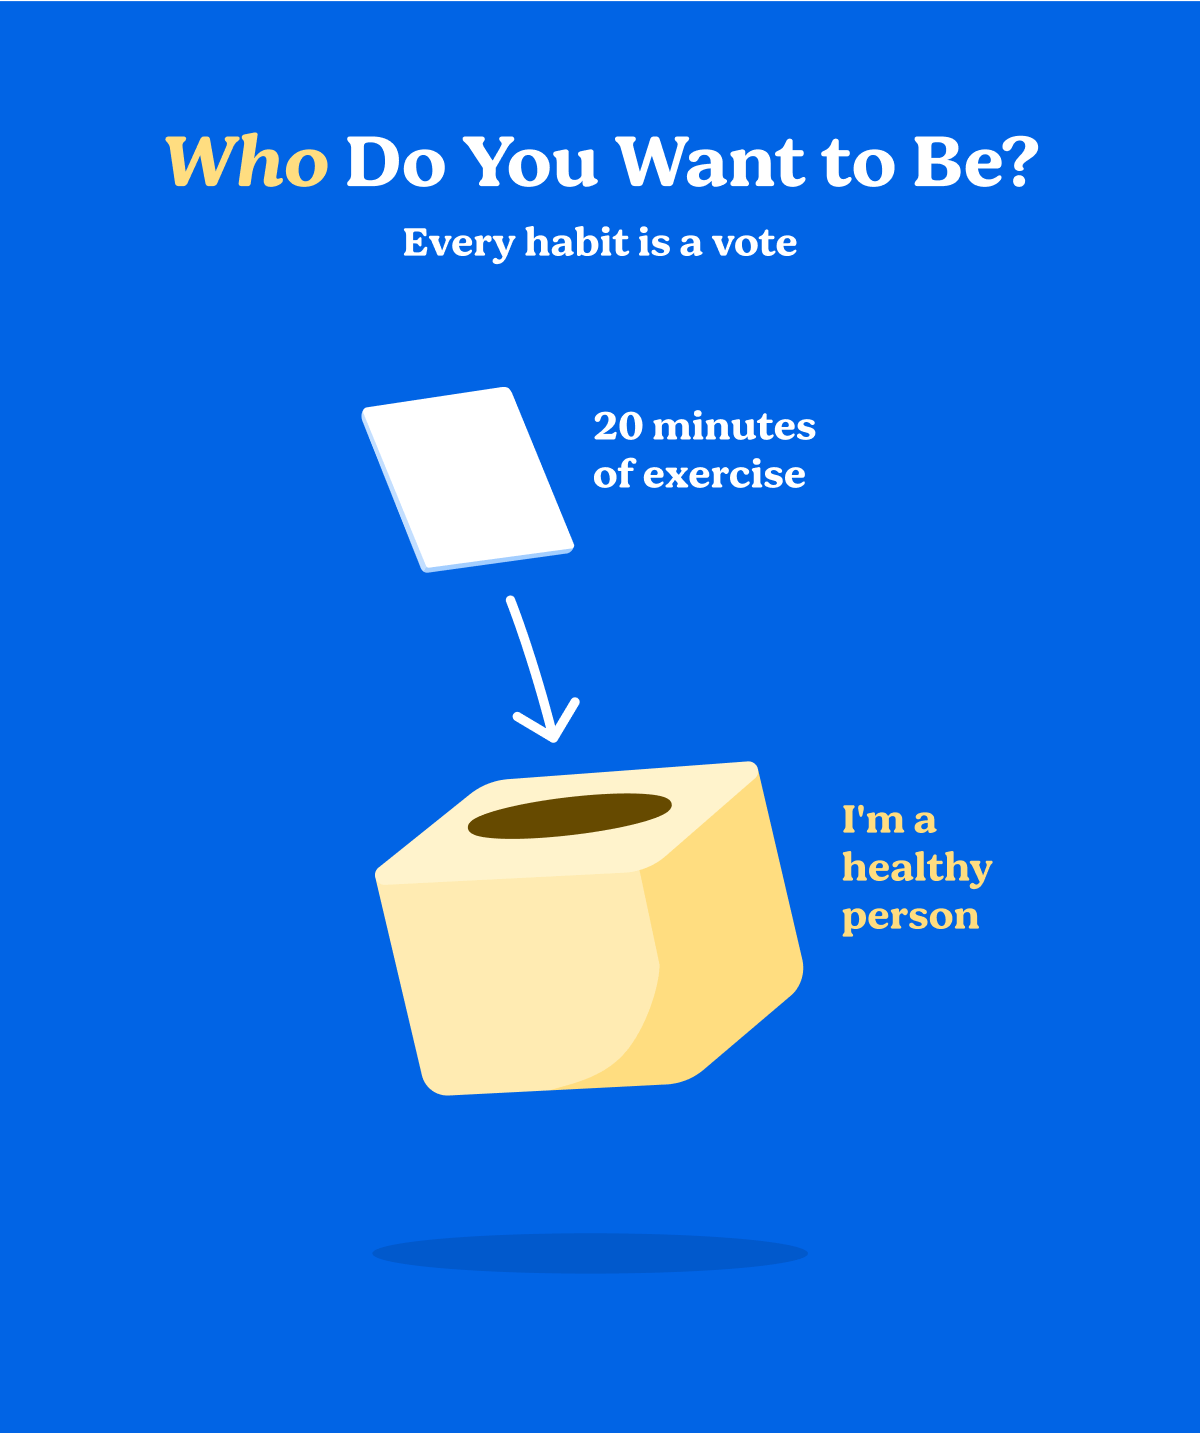 Who Do You Want to Be?
Every habit is a vote
20 minutes
of exercise
I'm a
healthy
person